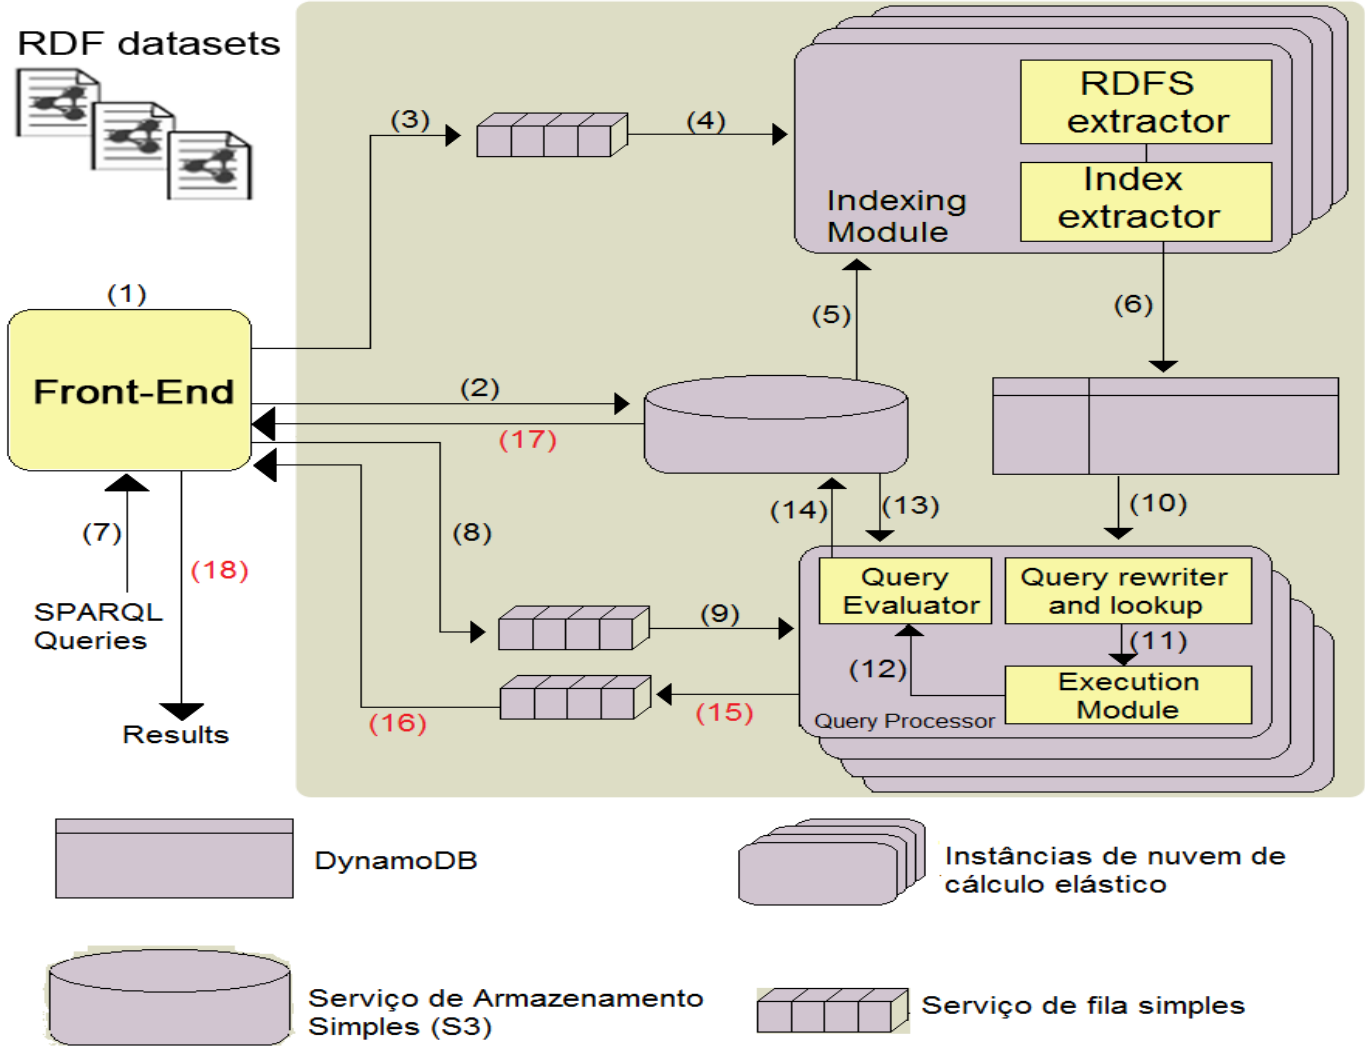 RDF datasets
(3)
(4)
RDFS
extractor
Index
extractor
Indexing
Module
(1)
(5)
(6)
Front-End
(2)
(17)
(14)
(13)
(10)
(7)
(8)
(18)
SPARQL
Queries
(9)
Query
Evaluator
Query rewriter
and lookup
(11)
(12)
Execution
Module
(15)
(16)
Query Processor
Results
DynamoDB
Instâncias de nuvem de
cálculo elástico
Serviço de Armazenamento
Simples (S3)
Serviço de fila simples